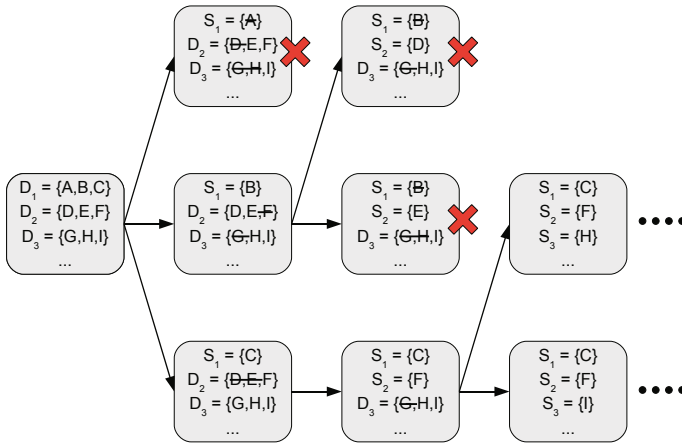 S1 = {A}
D2 = {D,E,F}
D3 = {G,H,I}
...
S1 = {B}
S2 = {D}
D3 = {G,H,I}
...
D1 = {A,B,C}
D2 = {D,E,F}
D3 = {G,H,I}
...
S1 = {B}
D2 = {D,E,F}
D3 = {G,H,I}
...
S1 = {B}
S2 = {E}
D3 = {G,H,I}
...
S1 = {C}
S2 = {F}
S3 = {H}
...
S1 = {C}
D2 = {D,E,F}
D3 = {G,H,I}
...
S1 = {C}
S2 = {F}
D3 = {G,H,I}
...
S1 = {C}
S2 = {F}
S3 = {I}
...